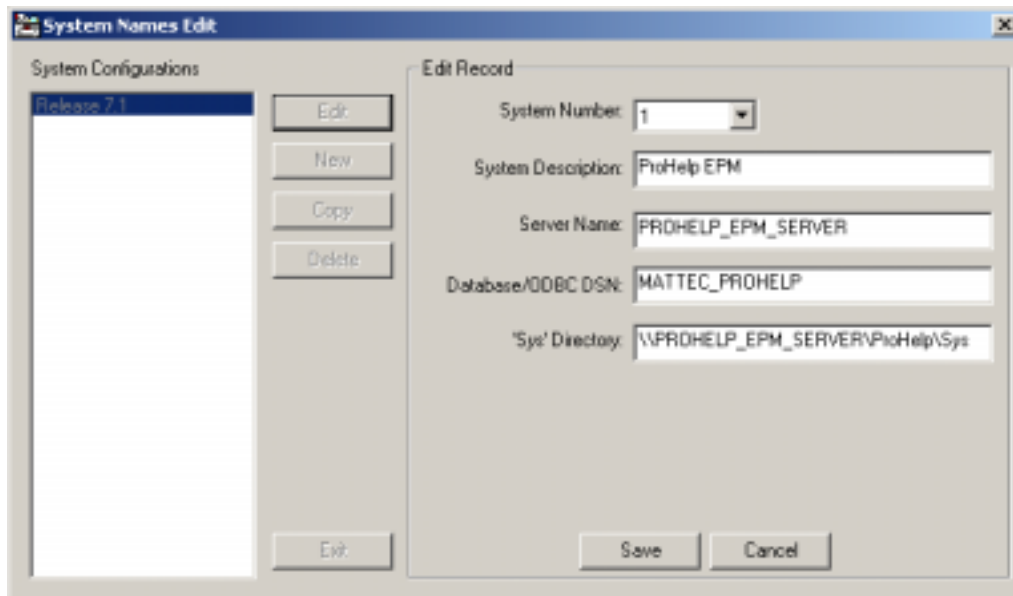 System Names Edit
System Configurations
Release 7.1
Edit
New
Copy
Delete
Exit
Edit Record
System Number: 1
System Description: ProHelp EPM
Server Name: PROHELP_EPM_SERVER
Database/ODBC DSN: MATTEC_PROHELP
'Sys' Directory: \\PROHELP_EPM_SERVER\ProHelp\Sys
Save Cancel